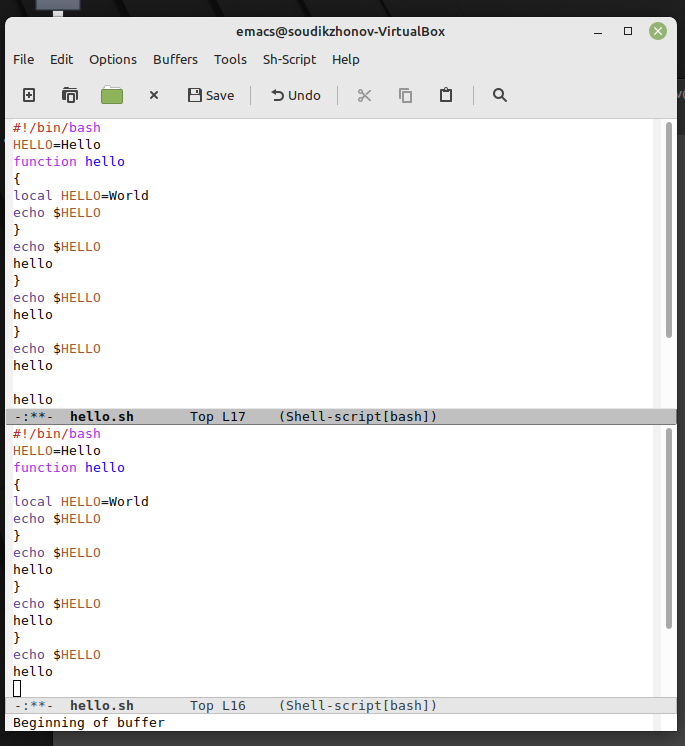 emacs@soudikzhonov-VirtualBox
File Edit Options Buffers Tools Sh-Script Help
Save Undo
#!/bin/bash
HELLO=Hello
function hello
{
local HELLO=World
echo $HELLO
}
echo $HELLO
hello
}
echo $HELLO
hello
}
echo $HELLO
hello

hello
-:**- hello.sh Top L17 (Shell-script[bash])
#!/bin/bash
HELLO=Hello
function hello
{
local HELLO=World
echo $HELLO
}
echo $HELLO
hello
}
echo $HELLO
hello
}
echo $HELLO
hello
-:**- hello.sh Top L16 (Shell-script[bash])
Beginning of buffer